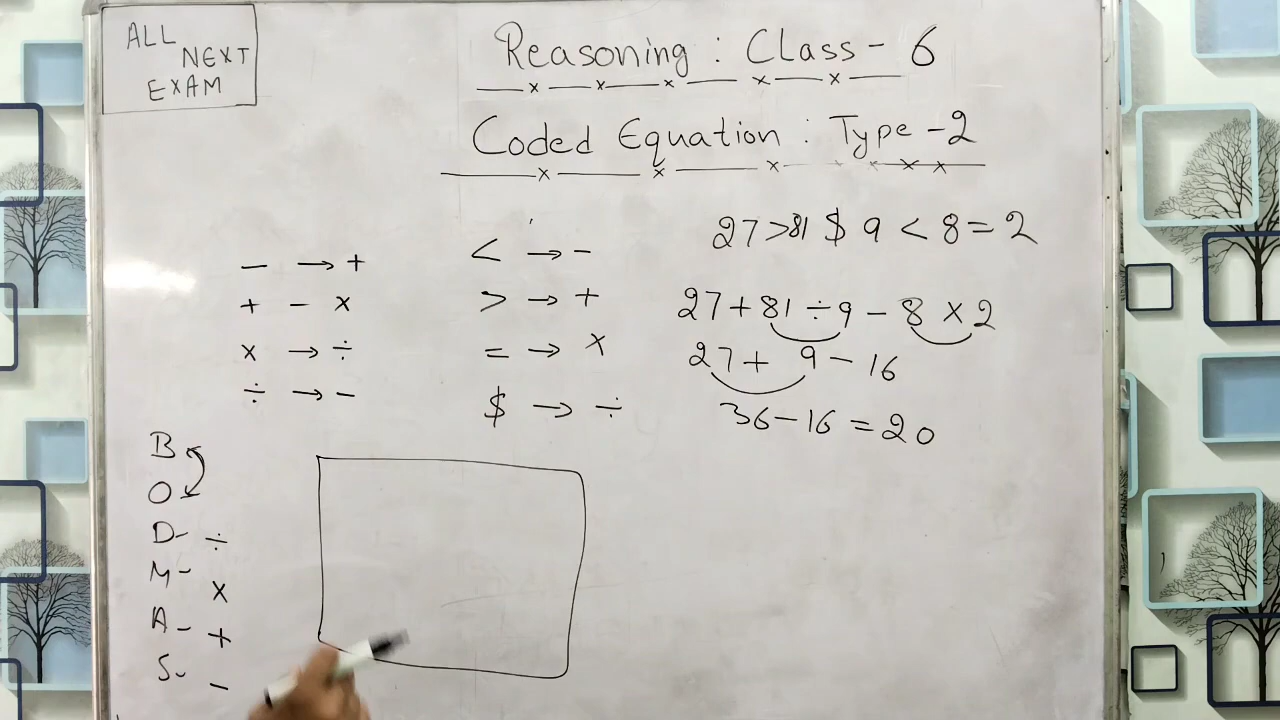 ALL
NEXT
EXAM
Reasoning : Class - 6
Coded Equation : Type - 2
- → +
+ - ×
× → ÷
÷ → -
< → -
> → +
= → ×
$ → ÷
27 > 81 $ 9 < 8 = 2
27 + 81 ÷ 9 - 8 × 2
27 + 9 - 16
36 - 16 = 20
B
O
D - ÷
M - ×
A - +
S - -